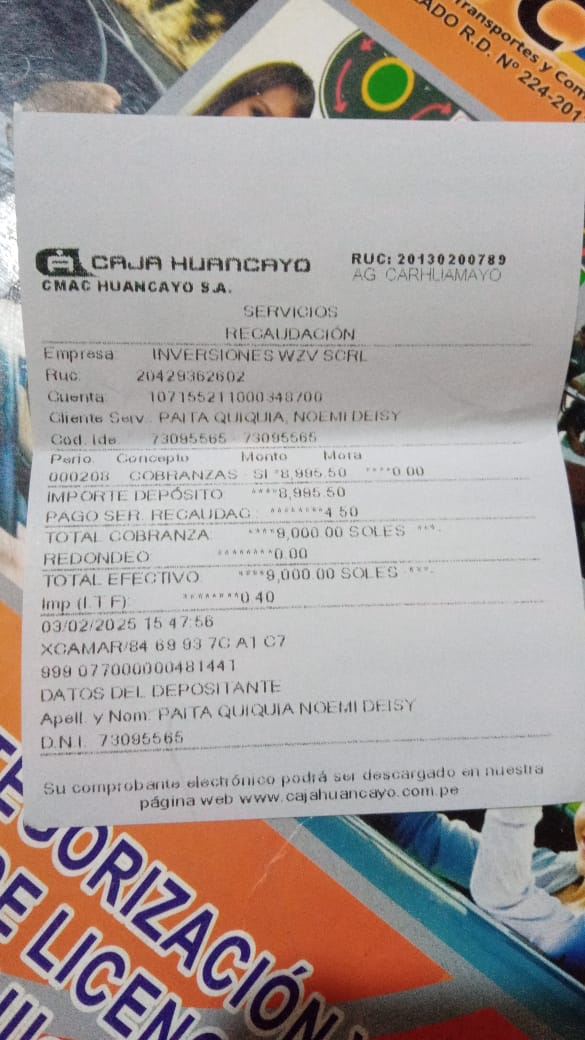 Transportes y Com
ADO R.D. Nº 224-201
CAJA HUANCAYO
CMAC HUANCAYO S.A.
RUC: 20130200789
AG. CARHUAMAYO
SERVICIOS
RECAUDACIÓN
Empresa: INVERSIONES WZV SCRL
Ruc: 20429362602
Cuenta: 107155211000348700
Cliente Serv.: PAITA QUIQUIA, NOEMI DEISY
Cod. Ide. 73095565 - 73095565
Perio. Concepto Monto Mora
000208 COBRANZAS - S/ *8,995.50 ****0.00
IMPORTE DEPÓSITO: ****8,995.50
PAGO SER. RECAUDAC.: ********4.50
TOTAL COBRANZA: ****9,000.00 SOLES ***.
REDONDEO ********0.00
TOTAL EFECTIVO ****9,000.00 SOLES ***.
Imp (I.T.F): ********0.40
03/02/2025 15:47:56
XCAMAR/84 69 93 7C A1 C7
999 077000000481441
DATOS DEL DEPOSITANTE
Apell. y Nom: PAITA QUIQUIA NOEMI DEISY
D.N.I. 73095565
Su comprobante electrónico podrá ser descargado en nuestra
página web www.cajahuancayo.com.pe
TEGORIZACIÓN
DE LICENC